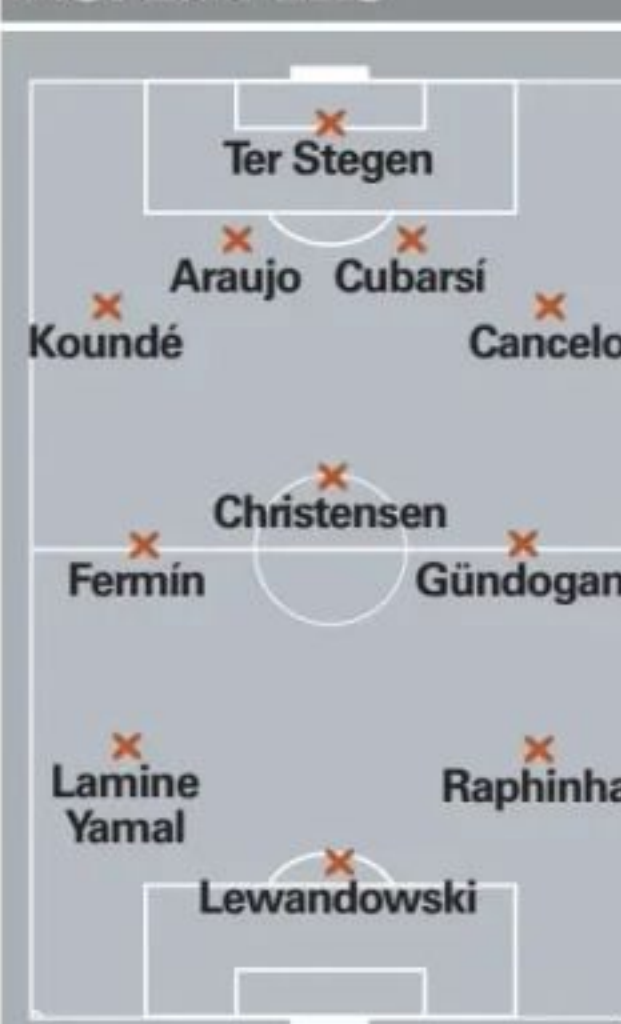 Ter Stegen
Araujo Cubarsí
Koundé Cancelo
Christensen
Fermín Gündogan
Lamine Raphinha
Yamal
Lewandowski